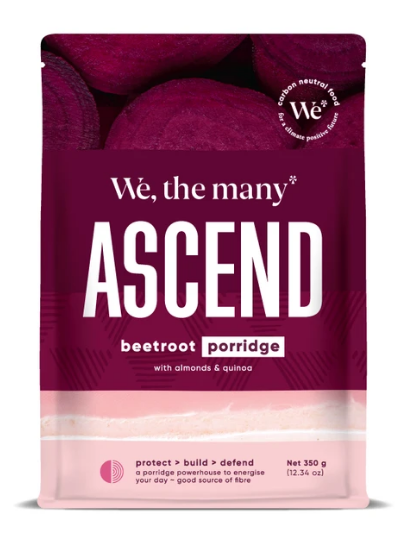 carbon neutral food
Wé*
for a climate positive future
Wé, the many*
ASCEND
beetroot porridge
with almonds & quinoa
protect > build > defend
a porridge powerhouse to energise
your day ~ good source of fibre
Net 350 g
(12.34 oz)